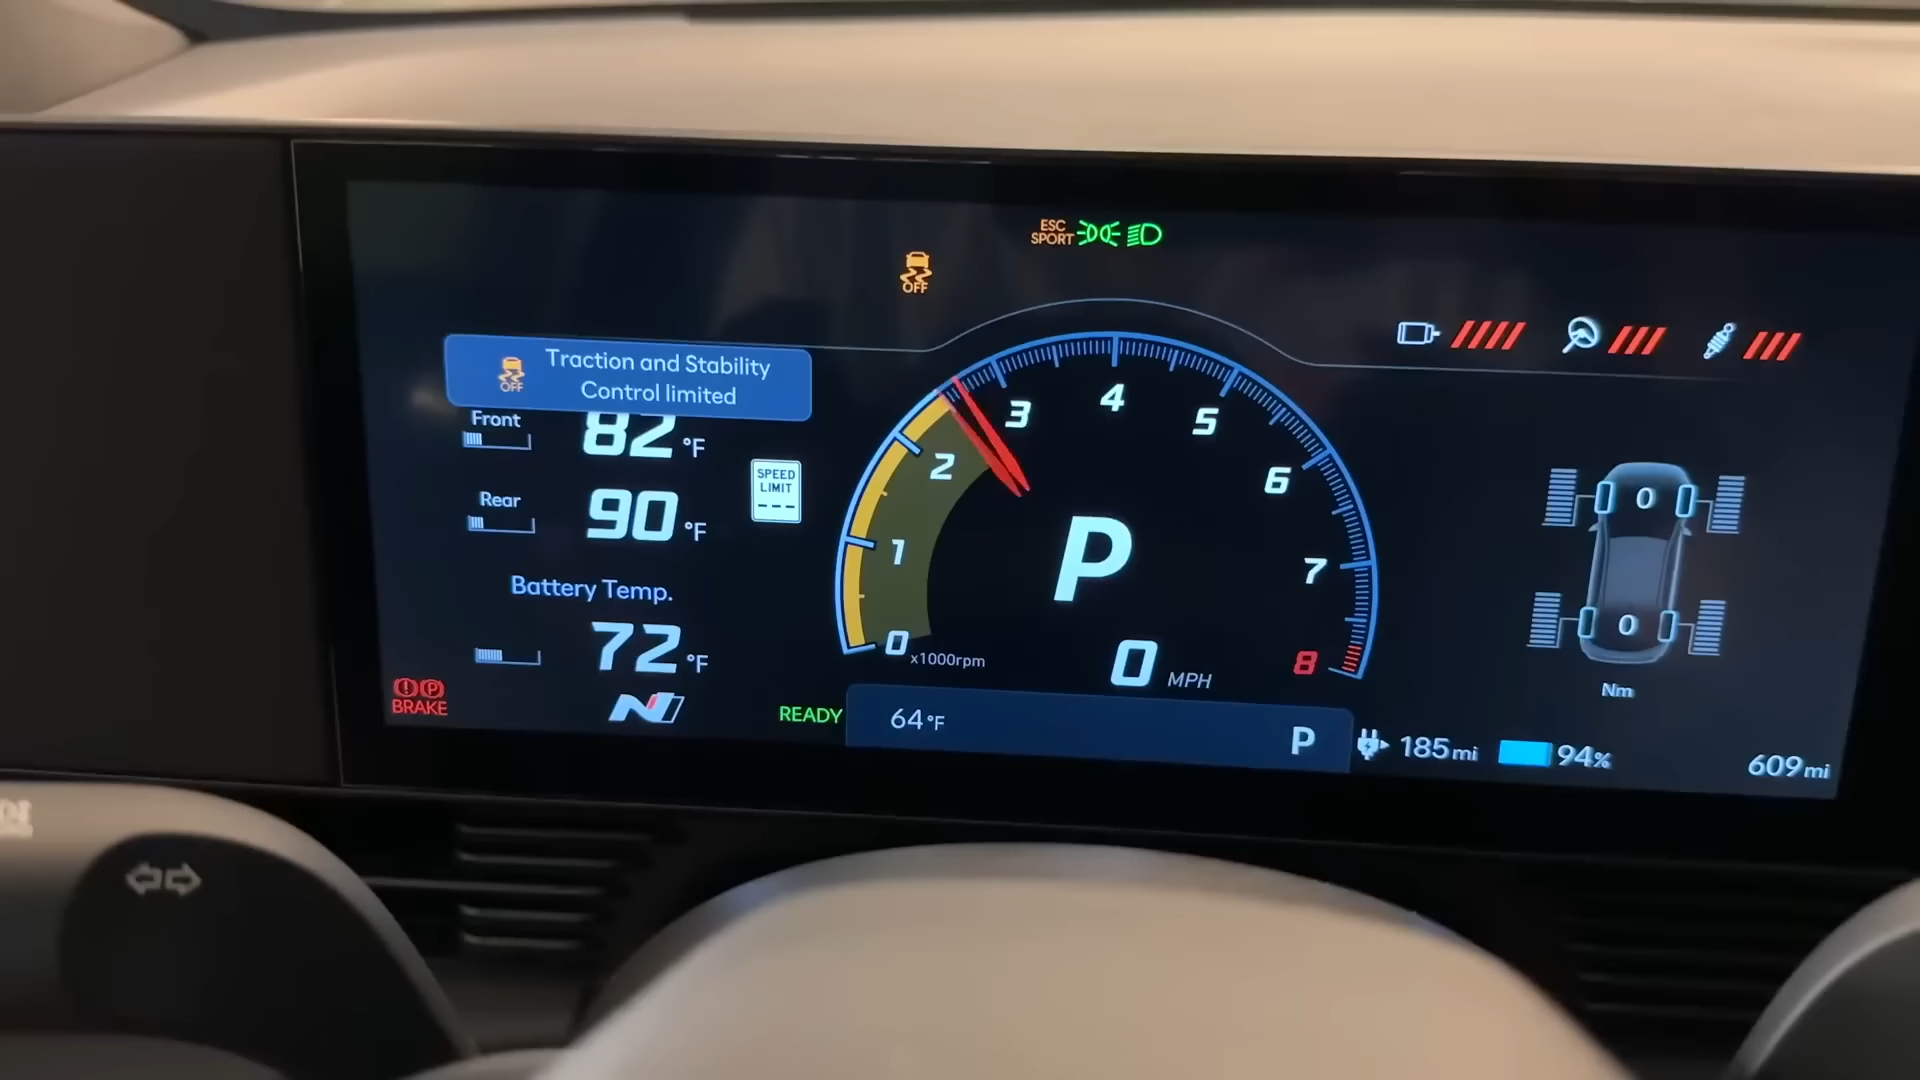 ESC
SPORT
OFF
Traction and Stability
OFF
Control limited
Front
82 °F
Rear
90 °F
SPEED
LIMIT
---
Battery Temp.
72 °F
BRAKE
N
READY
0
1
2
3
4
5
6
7
8
x1000rpm
P
0 MPH
64°F
P
185 mi
94%
609 mi
0
0
Nm